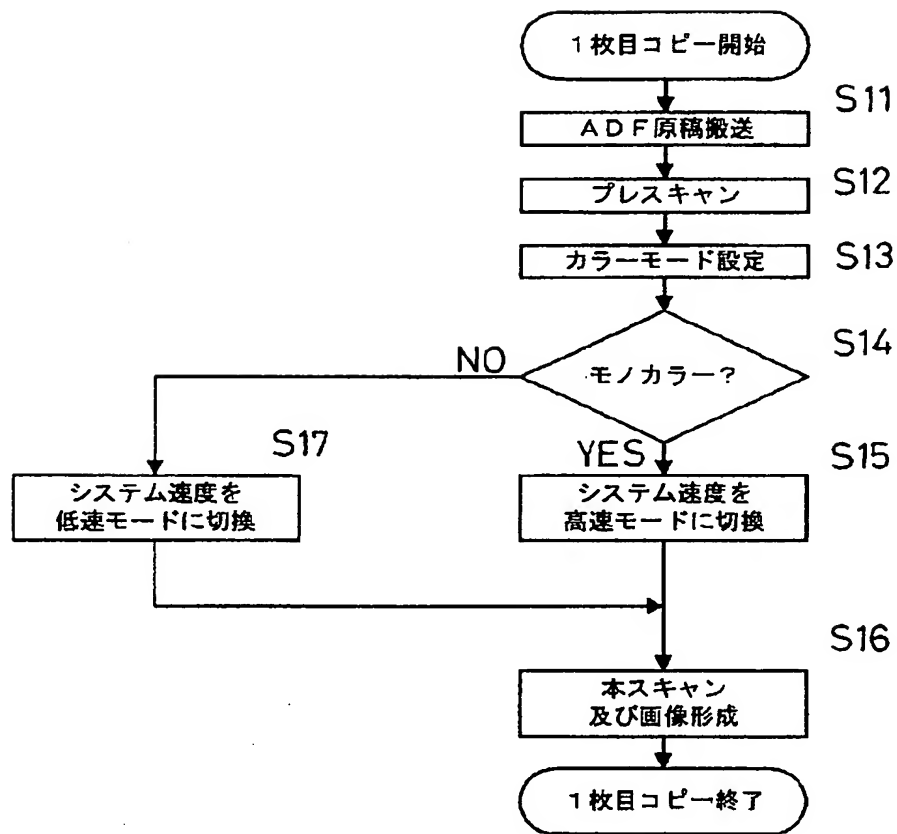 1枚目コピー開始
S11
ADF原稿搬送
S12
プレスキャン
S13
カラーモード設定
S14
モノカラー?
NO
YES
S17
システム速度を
低速モードに切換
S15
システム速度を
高速モードに切換
S16
本スキャン
及び画像形成
1枚目コピー終了